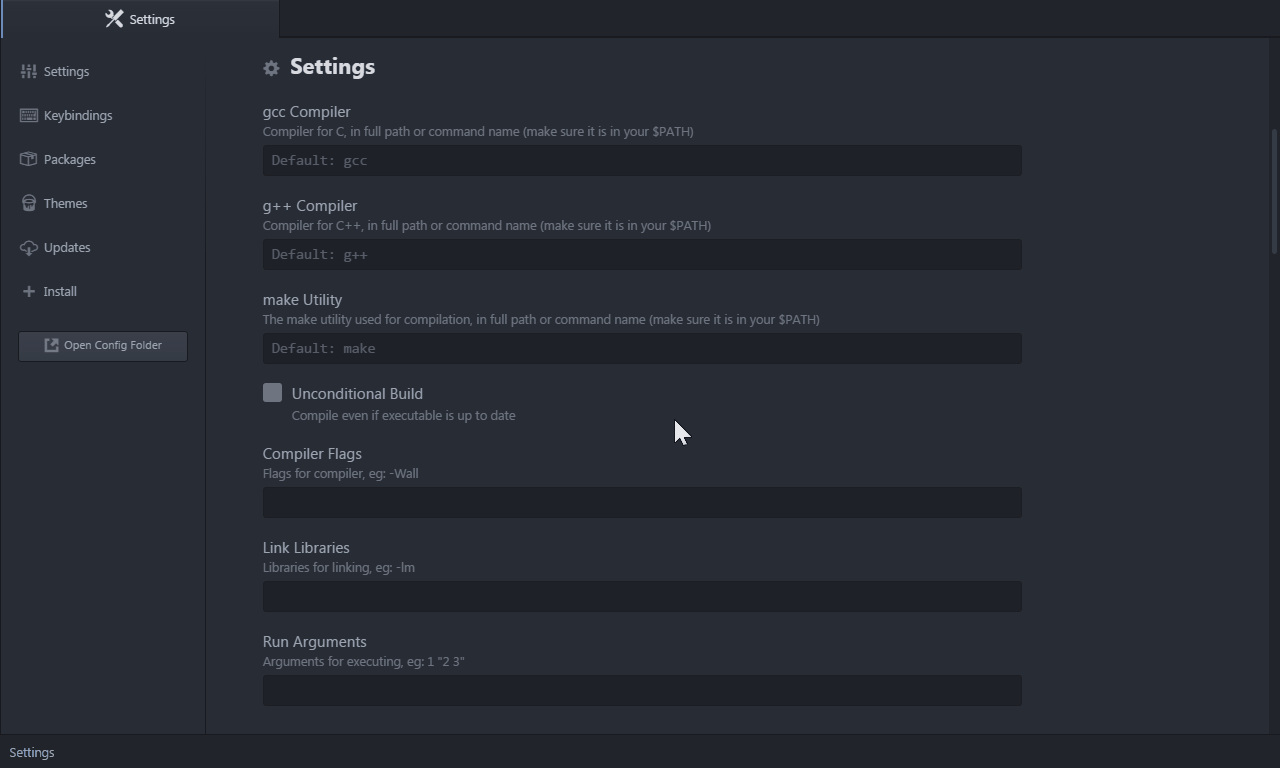 Settings
Settings
Keybindings
Packages
Themes
Updates
Install
Open Config Folder
Settings
gcc Compiler
Compiler for C, in full path or command name (make sure it is in your $PATH)
Default: gcc
g++ Compiler
Compiler for C++, in full path or command name (make sure it is in your $PATH)
Default: g++
make Utility
The make utility used for compilation, in full path or command name (make sure it is in your $PATH)
Default: make
Unconditional Build
Compile even if executable is up to date
Compiler Flags
Flags for compiler, eg: -Wall
Link Libraries
Libraries for linking, eg: -lm
Run Arguments
Arguments for executing, eg: 1 "2 3"
Settings